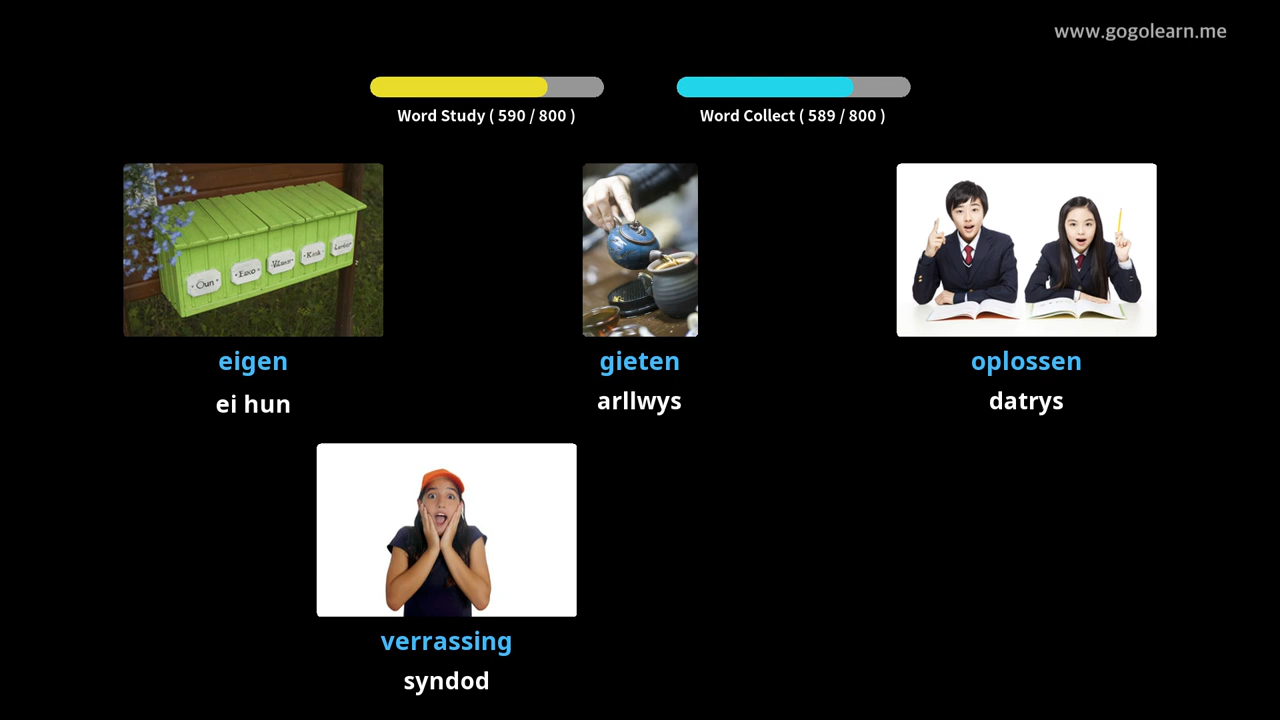 www.gogolearn.me
Word Study ( 590 / 800 )
Word Collect ( 589 / 800 )
Oun
eigen
ei hun
gieten
arllwys
oplossen
datrys
verrassing
syndod